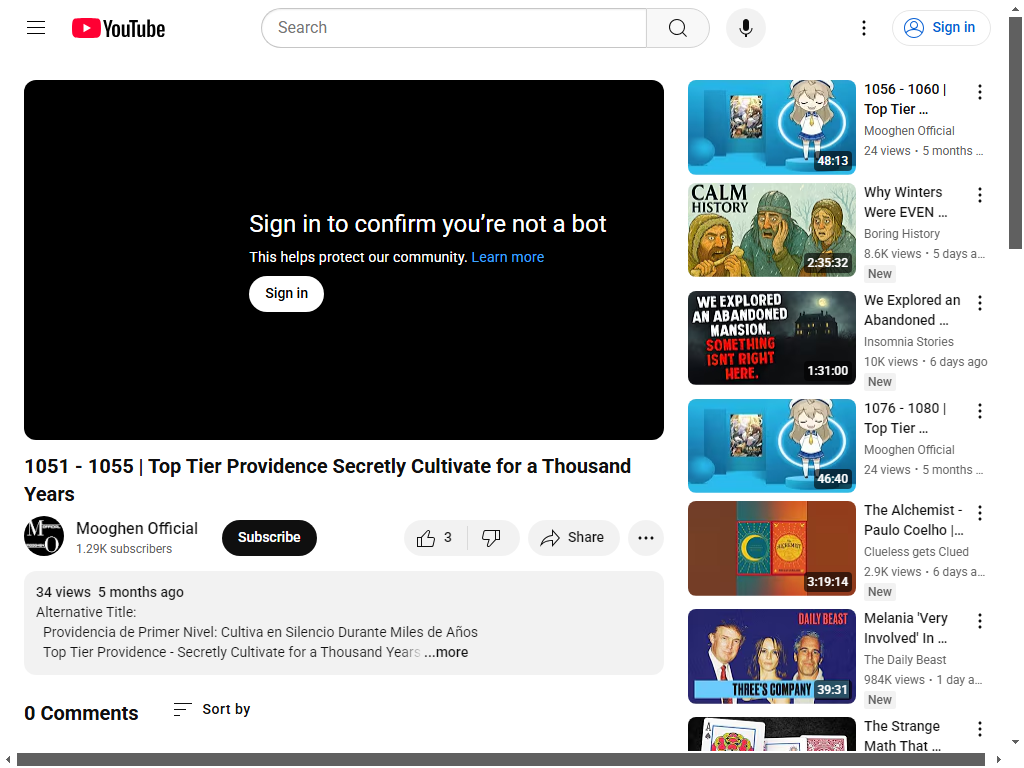 YouTube
Search
Sign in
Sign in to confirm you’re not a bot
This helps protect our community. Learn more
Sign in
1051 - 1055 | Top Tier Providence Secretly Cultivate for a Thousand
Years
Mooghen Official
1.29K subscribers
Subscribe
3
Share
34 views 5 months ago
Alternative Title:
Providencia de Primer Nivel: Cultiva en Silencio Durante Miles de Años
Top Tier Providence - Secretly Cultivate for a Thousand Years ...more
0 Comments
Sort by
48:13
1056 - 1060 |
Top Tier ...
Mooghen Official
24 views • 5 months ...
CALM
HISTORY
2:35:32
Why Winters
Were EVEN ...
Boring History
8.6K views • 5 days a...
New
WE EXPLORED
AN ABANDONED
MANSION.
SOMETHING
ISNT RIGHT
HERE.
1:31:00
We Explored an
Abandoned ...
Insomnia Stories
10K views • 6 days ago
New
46:40
1076 - 1080 |
Top Tier ...
Mooghen Official
24 views • 5 months ...
ALCHEMIST
3:19:14
The Alchemist -
Paulo Coelho |...
Clueless gets Clued
2.9K views • 6 days a...
New
DAILY BEAST
THREE'S COMPANY
39:31
Melania 'Very
Involved' In ...
The Daily Beast
984K views • 1 day a...
New
A
The Strange
Math That ...